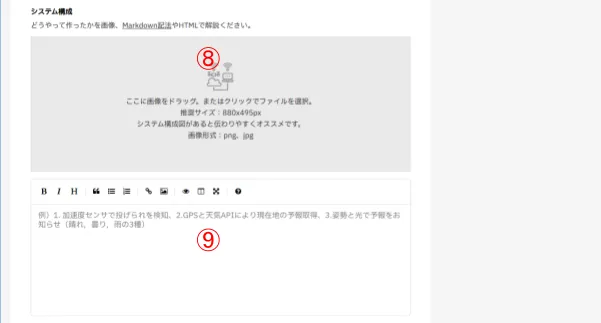 システム構成
どうやって作ったかを画像、Markdown記法やHTMLで解説ください。
⑧
ここに画像をドラッグ。またはクリックでファイルを選択。
推奨サイズ：880x495px
システム構成図があると伝わりやすくオススメです。
画像形式：png, jpg
B I H
例）1. 加速度センサで投げられを検知、2.GPSと天気APIにより現在地の予報取得、3.姿勢と光で予報をお
知らせ（晴れ、曇り、雨の3種）
⑨